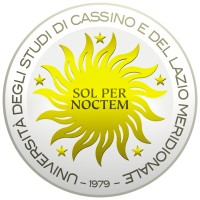 UNIVERSITÀ DEGLI STUDI DI CASSINO E DEL LAZIO MERIDIONALE
SOL PER
NOCTEM
- 1979 -